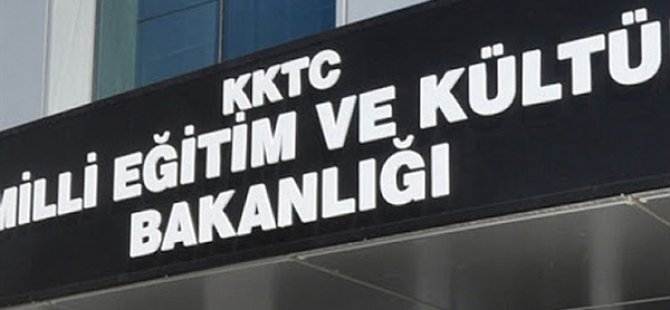 KKTC
MİLLİ EĞİTİM VE KÜLTÜ
BAKANLIĞI